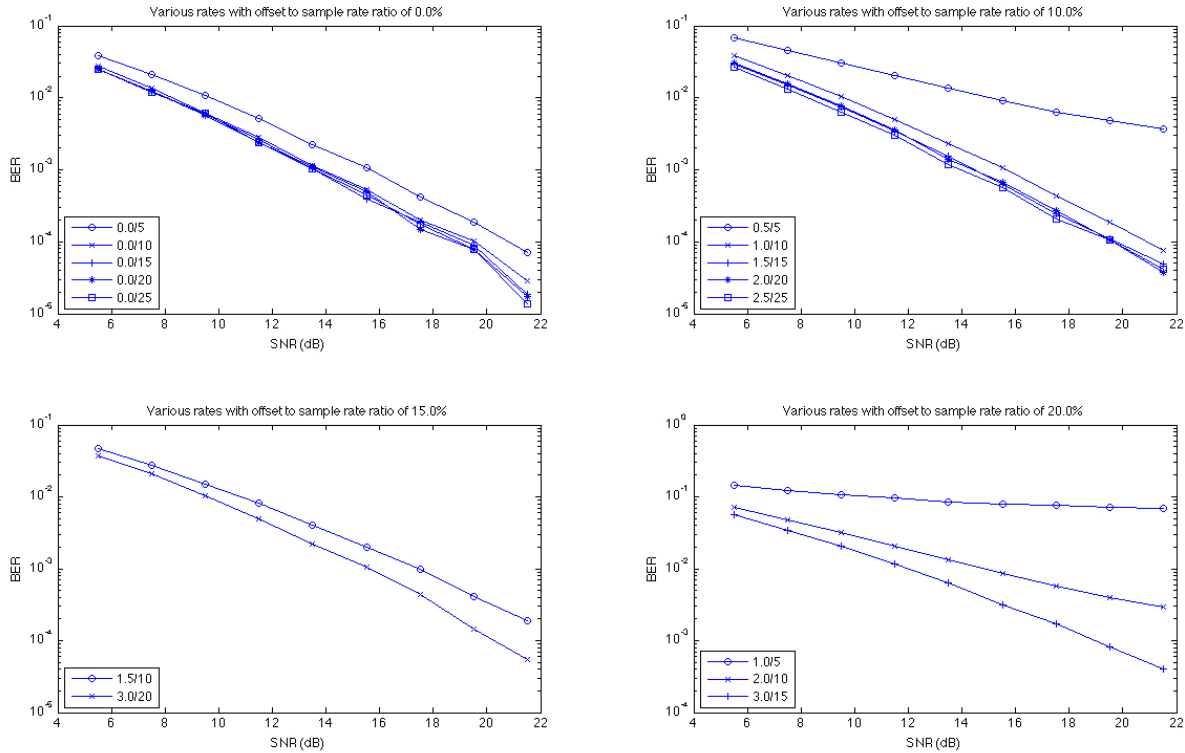 Various rates with offset to sample rate ratio of 0.0%
10^-1
10^-2
10^-3
10^-4
10^-5
BER
0.0/5
0.0/10
0.0/15
0.0/20
0.0/25
4 6 8 10 12 14 16 18 20 22
SNR (dB)
Various rates with offset to sample rate ratio of 10.0%
10^-1
10^-2
10^-3
10^-4
10^-5
BER
0.5/5
1.0/10
1.5/15
2.0/20
2.5/25
4 6 8 10 12 14 16 18 20 22
SNR (dB)
Various rates with offset to sample rate ratio of 15.0%
10^-1
10^-2
10^-3
10^-4
10^-5
BER
1.5/10
3.0/20
4 6 8 10 12 14 16 18 20 22
SNR (dB)
Various rates with offset to sample rate ratio of 20.0%
10^0
10^-1
10^-2
10^-3
10^-4
BER
1.0/5
2.0/10
3.0/15
4 6 8 10 12 14 16 18 20 22
SNR (dB)